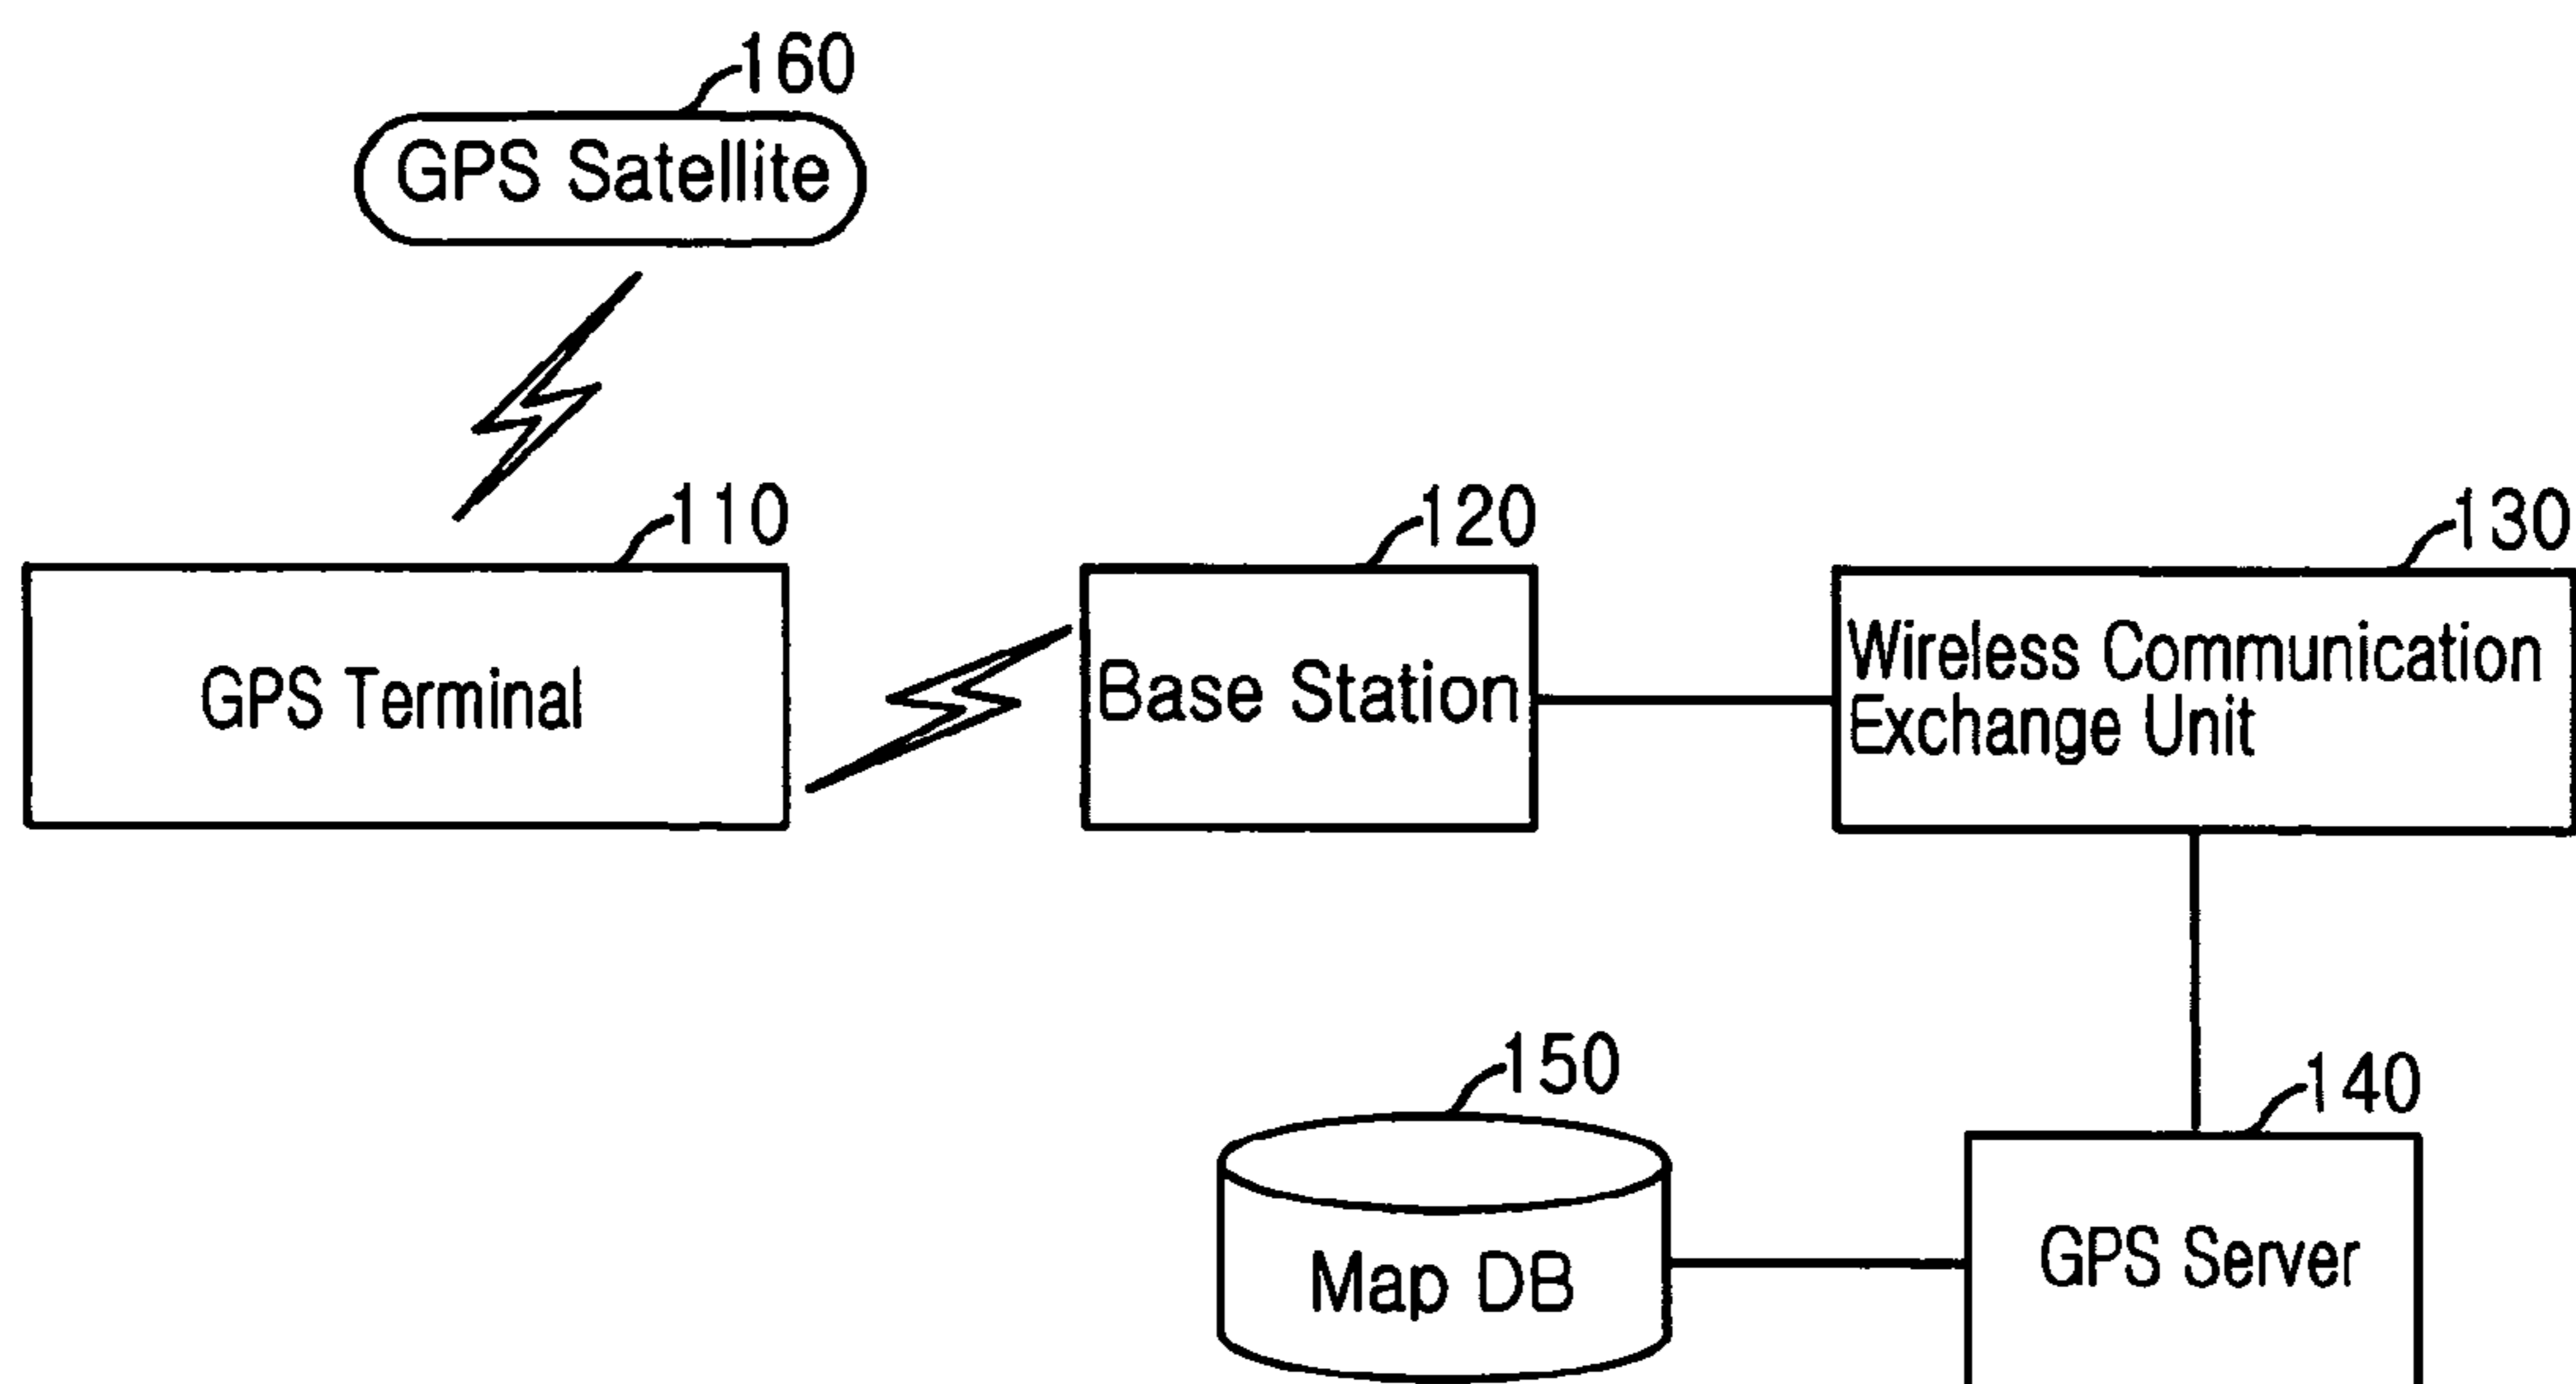 160
GPS Satellite
110
120
130
GPS Terminal
Base Station
Wireless Communication
Exchange Unit
150
140
Map DB
GPS Server